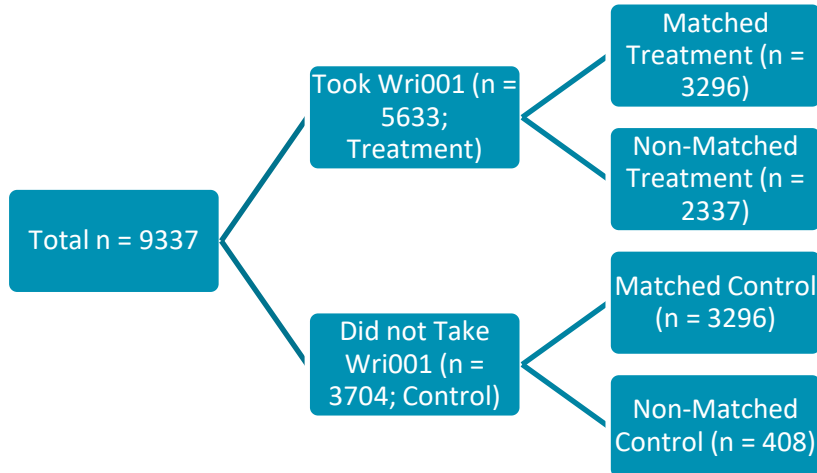 Total n = 9337
Took Wri001 (n =
5633;
Treatment)
Did not Take
Wri001 (n =
3704; Control)
Matched
Treatment (n =
3296)
Non-Matched
Treatment (n =
2337)
Matched Control
(n = 3296)
Non-Matched
Control (n = 408)